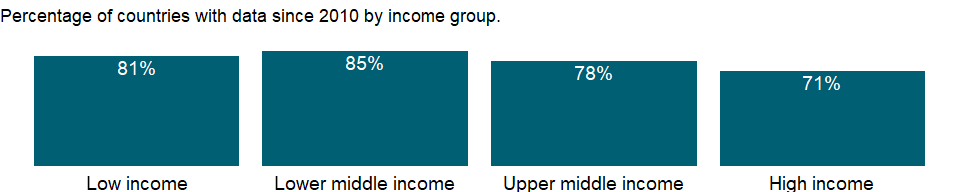 Percentage of countries with data since 2010 by income group.
81%
85%
78%
71%
Low income
Lower middle income
Upper middle income
High income